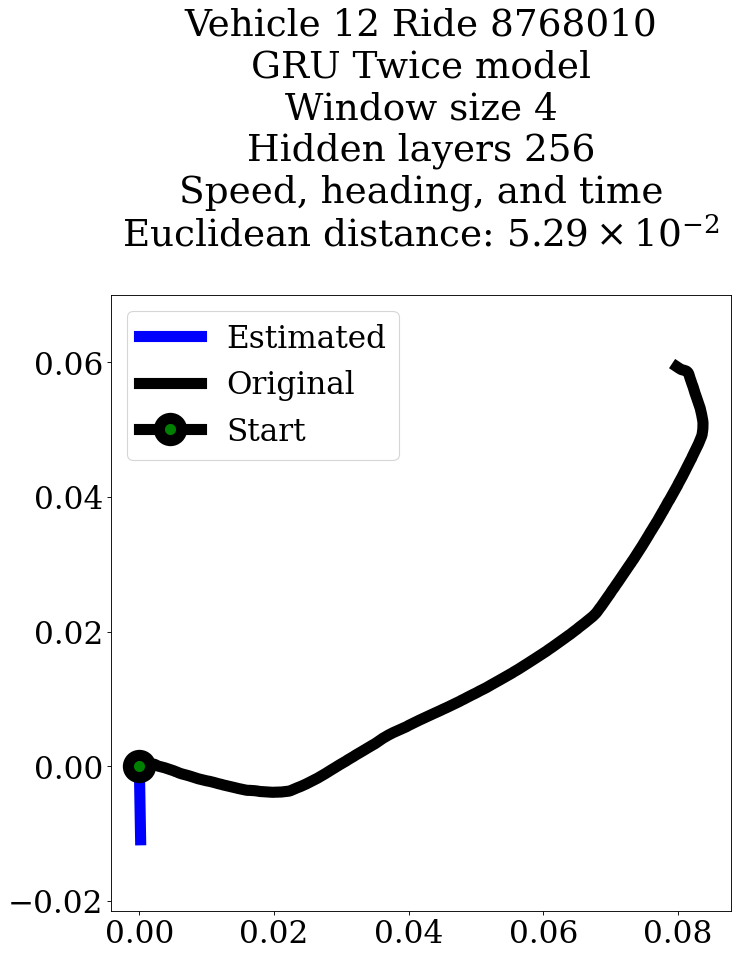 Vehicle 12 Ride 8768010
GRU Twice model
Window size 4
Hidden layers 256
Speed, heading, and time
Euclidean distance: 5.29 × 10⁻²
Estimated
Original
Start
0.06
0.04
0.02
0.00
−0.02
0.00 0.02 0.04 0.06 0.08